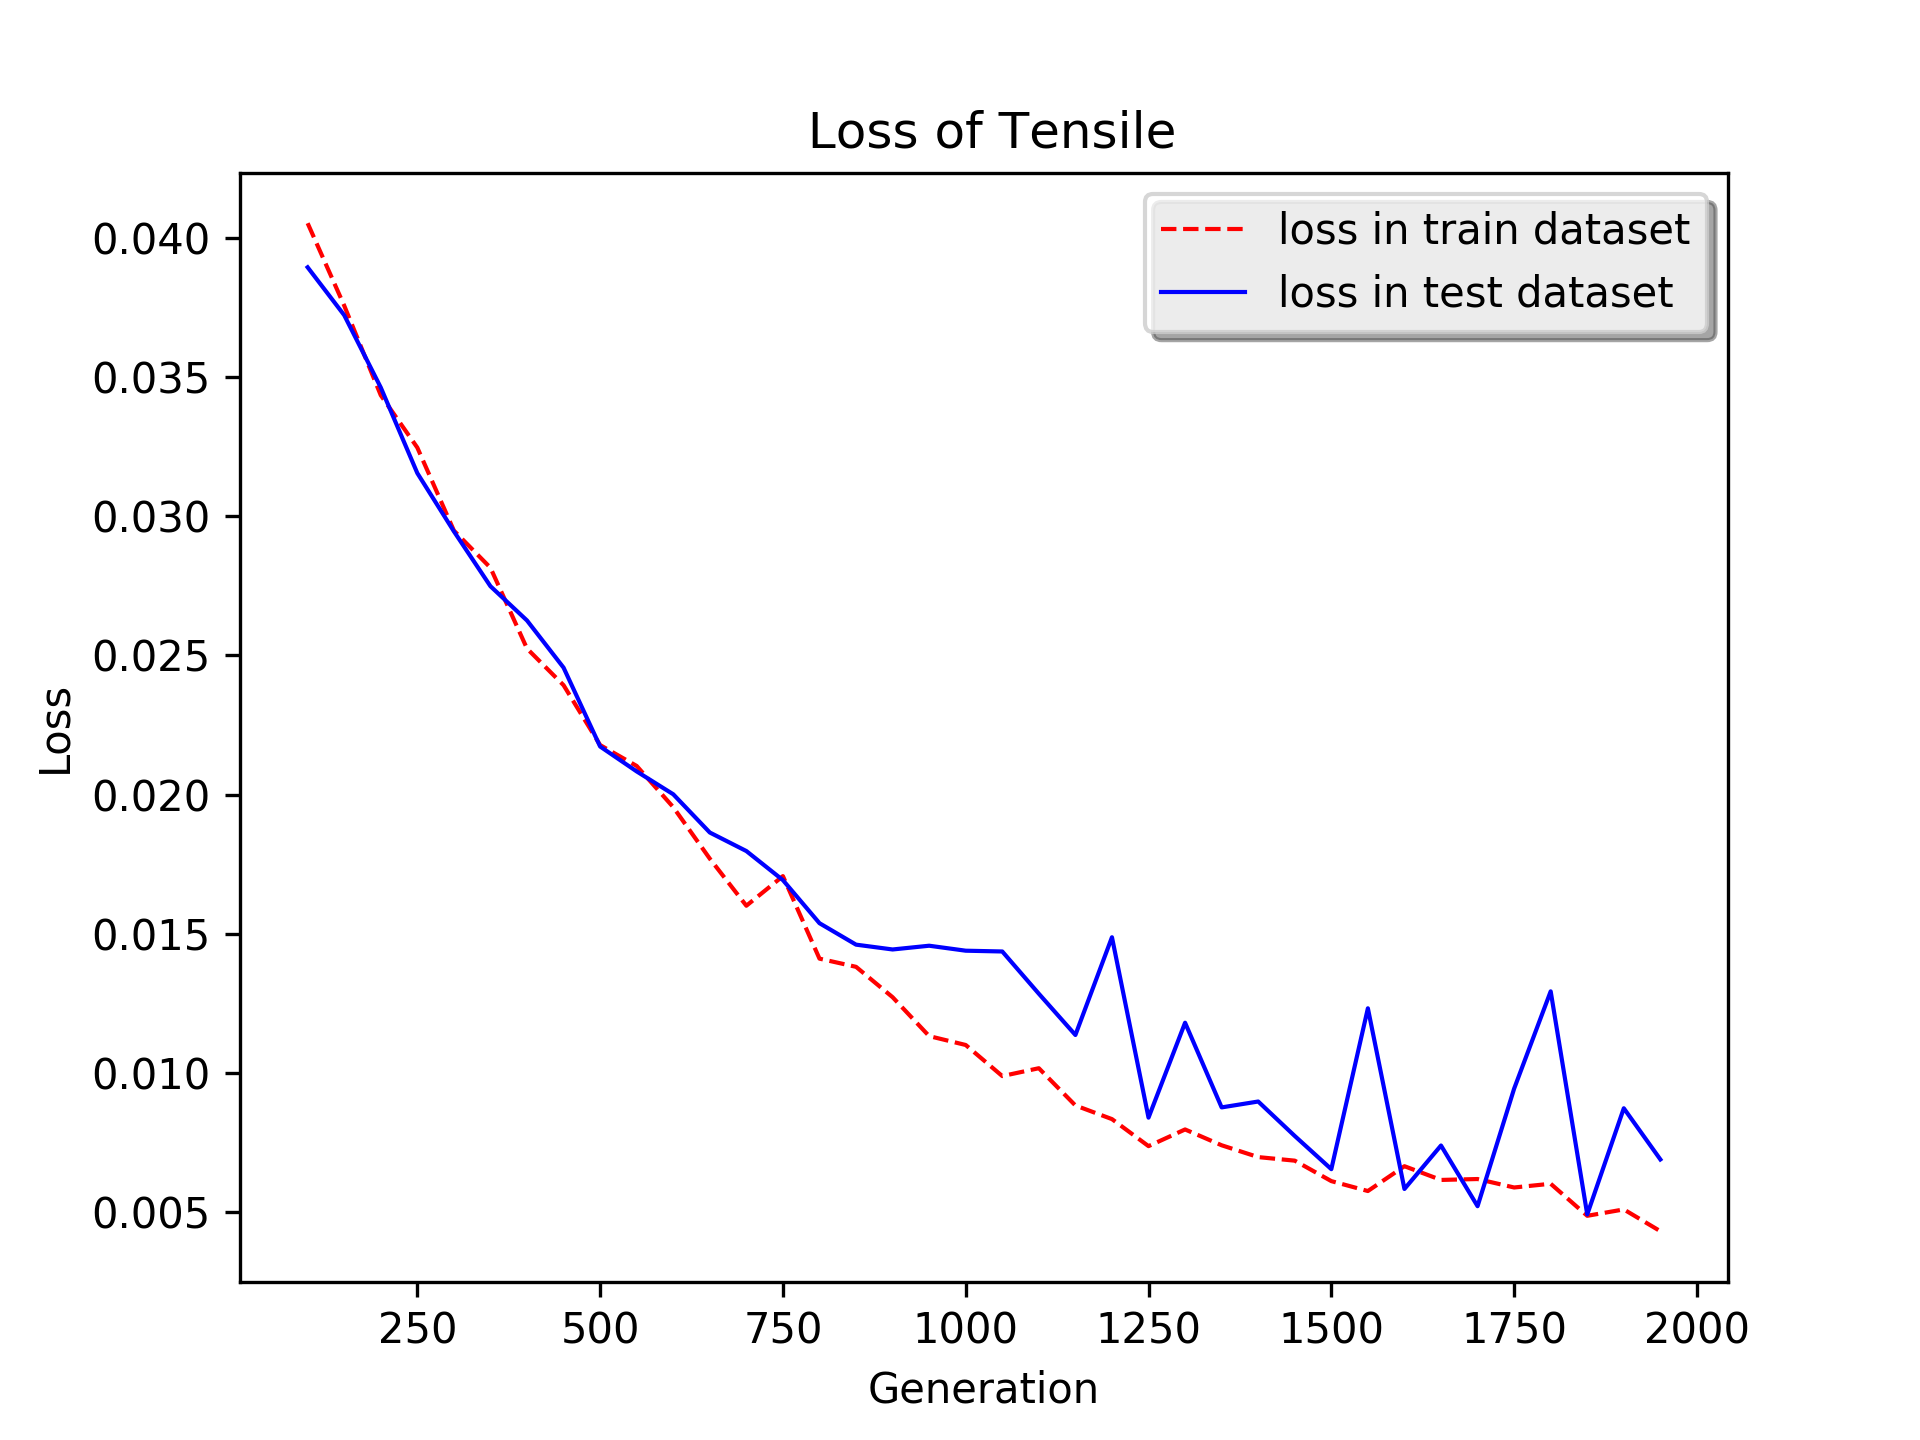 Loss of Tensile
loss in train dataset
loss in test dataset
0.040
0.035
0.030
0.025
0.020
0.015
0.010
0.005
Loss
250 500 750 1000 1250 1500 1750 2000
Generation